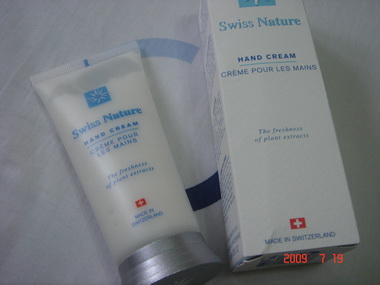 Swiss Nature
HAND CREAM
CRÈME POUR
LES MAINS
The freshness
of plant extracts
MADE IN
SWITZERLAND
Swiss Nature
HAND CREAM
CRÈME POUR LES MAINS
The freshness
of plant extracts
MADE IN SWITZERLAND
2009 7 19